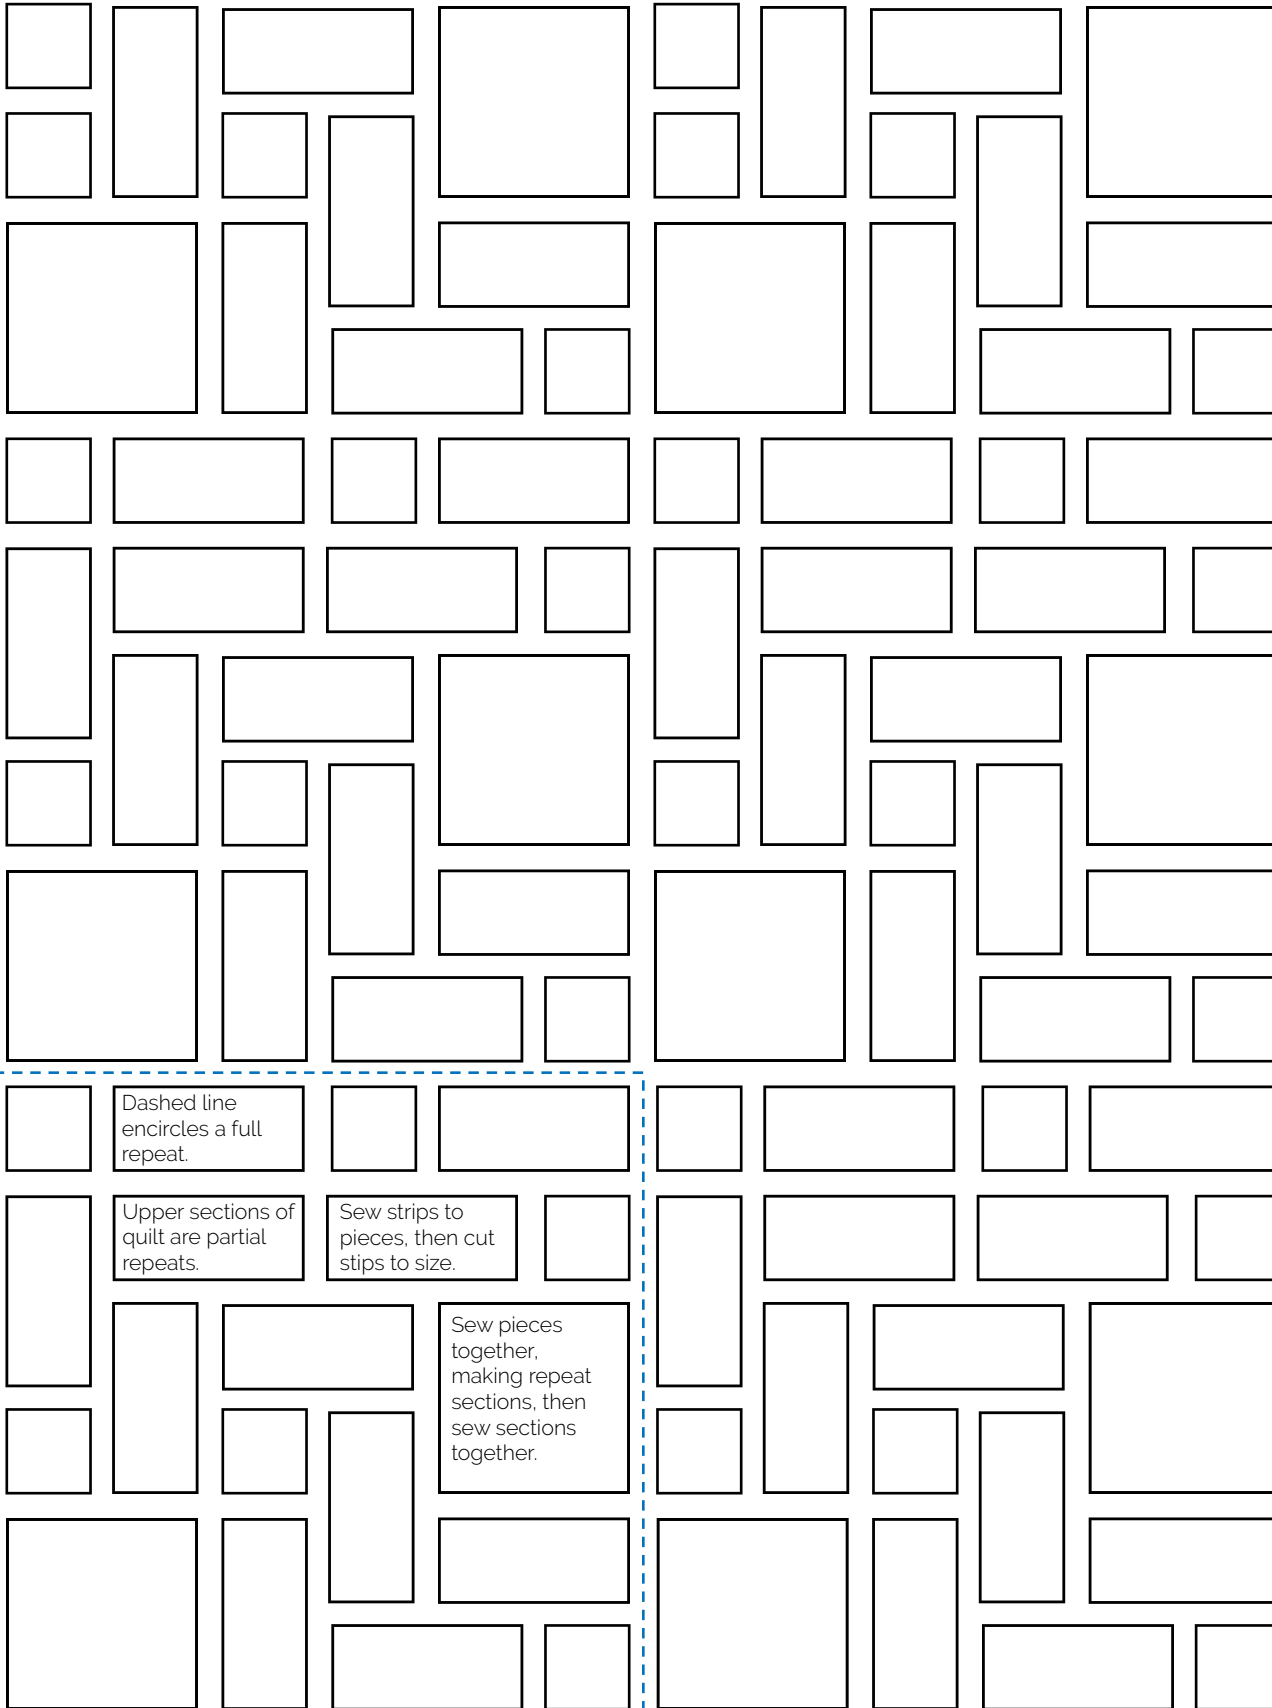 Dashed line
encircles a full
repeat.
Upper sections of
quilt are partial
repeats.
Sew strips to
pieces, then cut
stips to size.
Sew pieces
together,
making repeat
sections, then
sew sections
together.